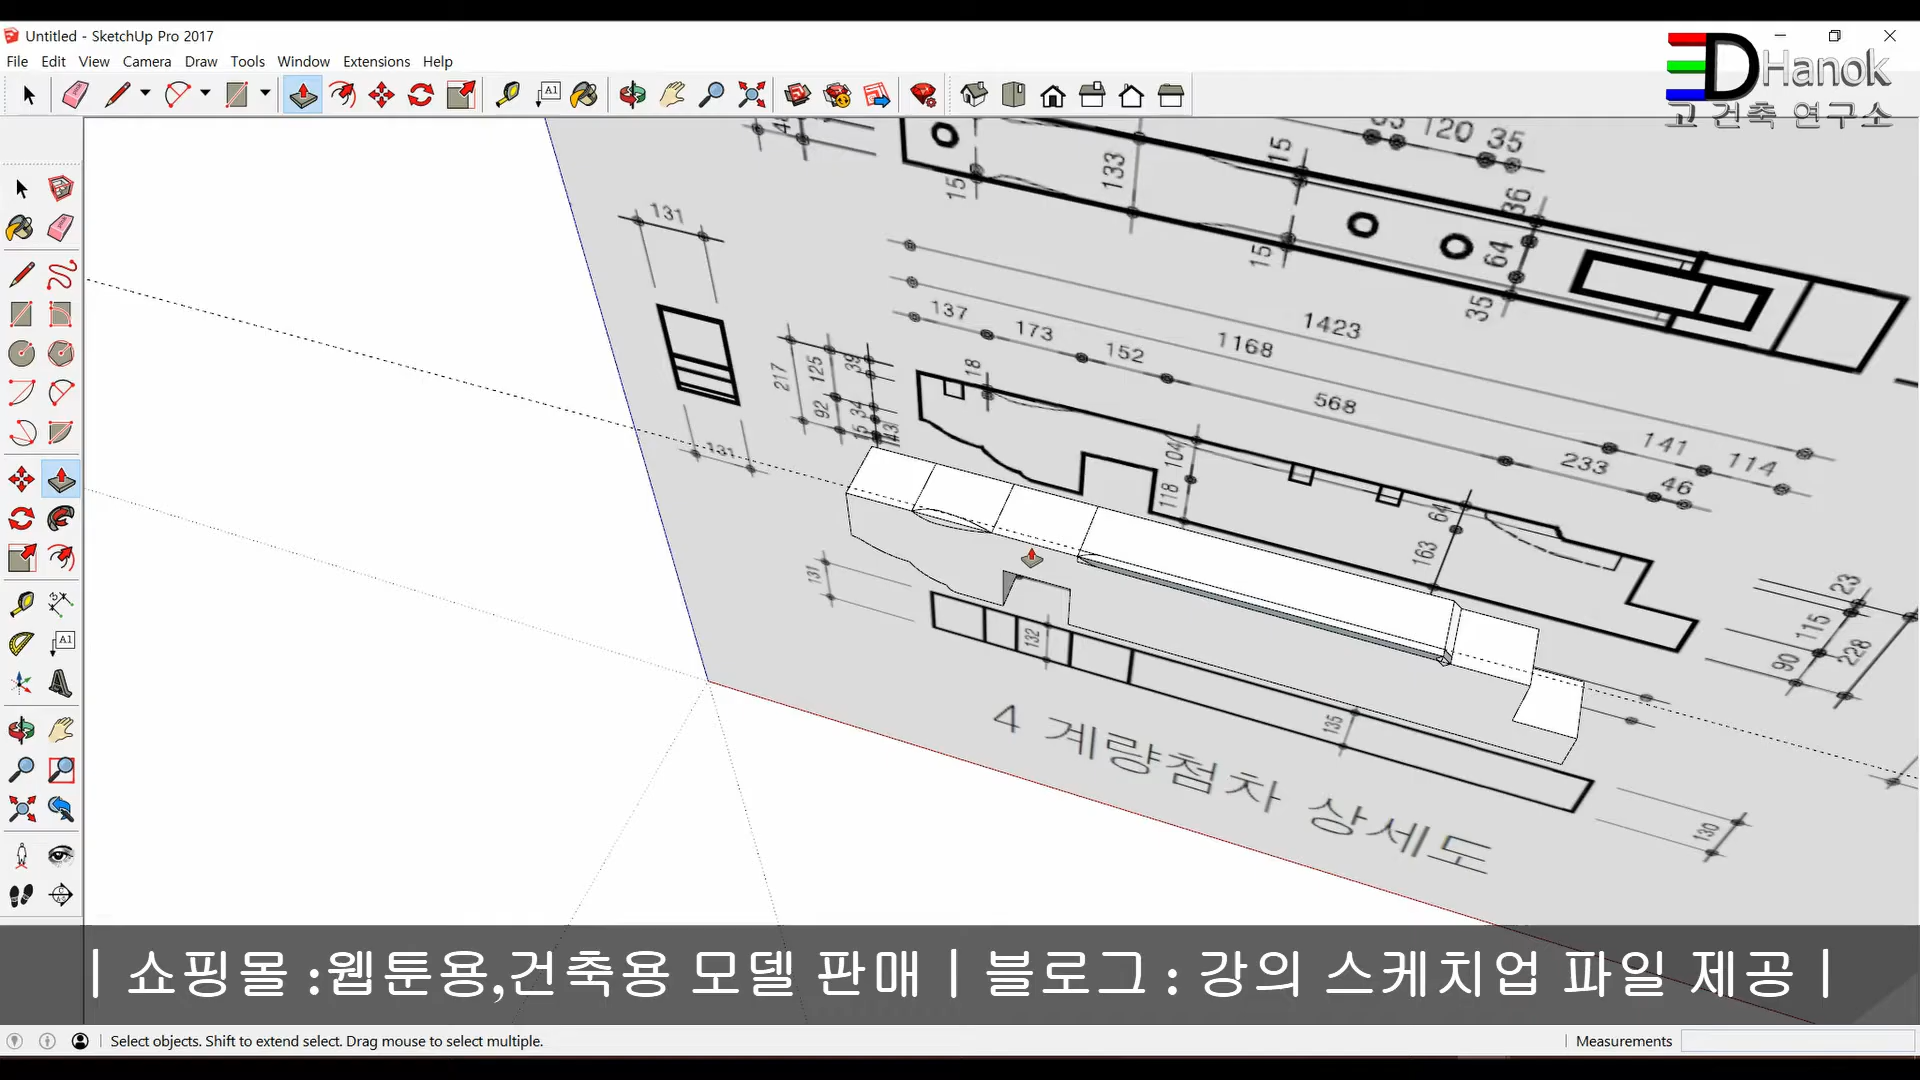 Untitled - SketchUp Pro 2017
File Edit View Camera Draw Tools Window Extensions Help
DHanok
고 건축 연구소
120 35
15 133 15
15 36 64 35
131
1423
1168
137 173 152
568
141 114
233 46
18
217 125 39
92 34
131
104
118
64
163
23
115
90 228
131
132
135
130
4 계량첨차 상세도
| 쇼핑몰 :웹툰용,건축용 모델 판매 | 블로그 : 강의 스케치업 파일 제공 |
Select objects. Shift to extend select. Drag mouse to select multiple.
Measurements